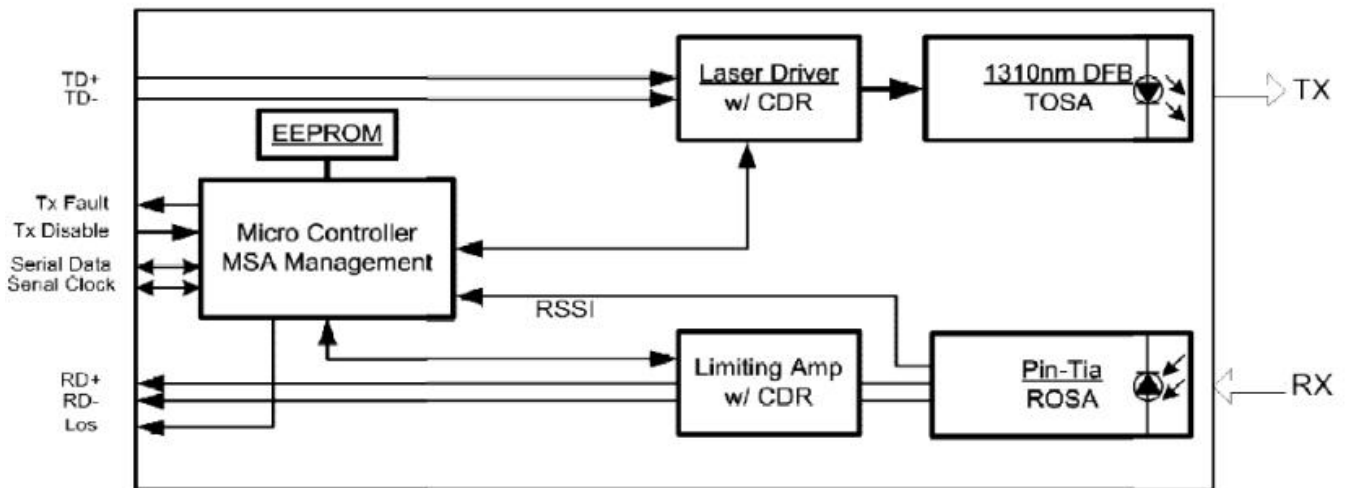 TD+
TD-
Laser Driver
w/ CDR
1310nm DFB
TOSA
TX
EEPROM
Tx Fault
Tx Disable
Serial Data
Serial Clock
Micro Controller
MSA Management
RSSI
RD+
RD-
Los
Limiting Amp
w/ CDR
Pin-Tia
ROSA
RX